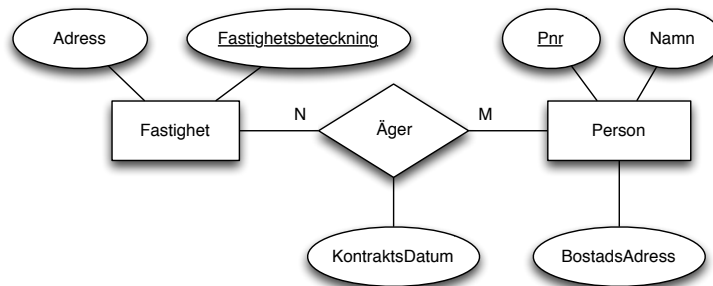 Adress
Fastighetsbeteckning
Pnr
Namn
Fastighet
N
Äger
M
Person
KontraktsDatum
BostadsAdress